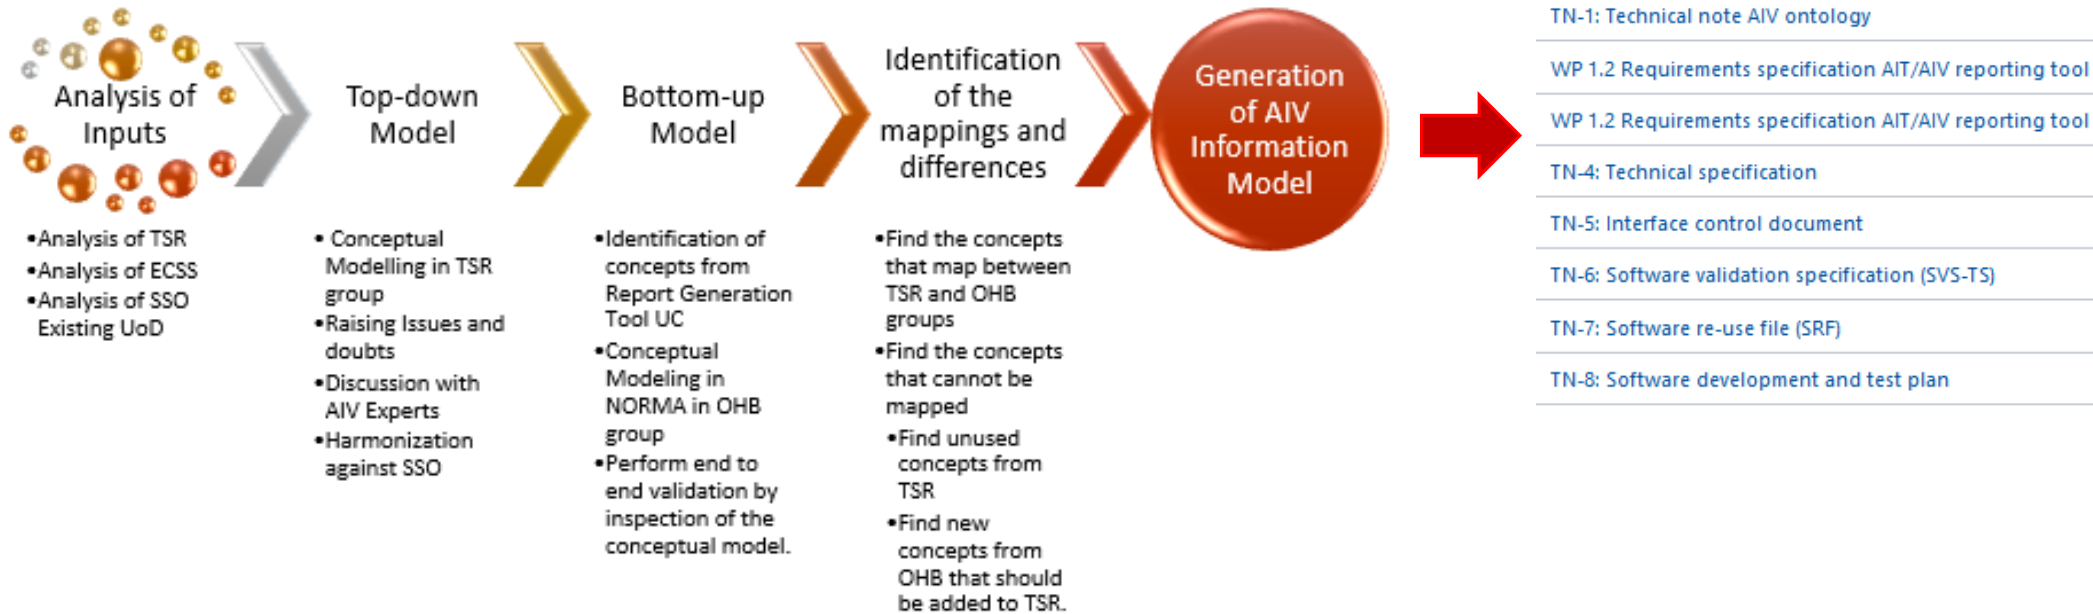 Analysis of
Inputs
•Analysis of TSR
•Analysis of ECSS
•Analysis of SSO
Existing UoD
Top-down
Model
• Conceptual
Modelling in TSR
group
•Raising Issues and
doubts
•Discussion with
AIV Experts
•Harmonization
against SSO
Bottom-up
Model
•Identification of
concepts from
Report Generation
Tool UC
•Conceptual
Modeling in
NORMA in OHB
group
•Perform end to
end validation by
inspection of the
conceptual model.
Identification
of the
mappings and
differences
•Find the concepts
that map between
TSR and OHB
groups
•Find the concepts
that cannot be
mapped
•Find unused
concepts from
TSR
•Find new
concepts from
OHB that should
be added to TSR.
Generation
of AIV
Information
Model
TN-1: Technical note AIV ontology
WP 1.2 Requirements specification AIT/AIV reporting tool
WP 1.2 Requirements specification AIT/AIV reporting tool
TN-4: Technical specification
TN-5: Interface control document
TN-6: Software validation specification (SVS-TS)
TN-7: Software re-use file (SRF)
TN-8: Software development and test plan